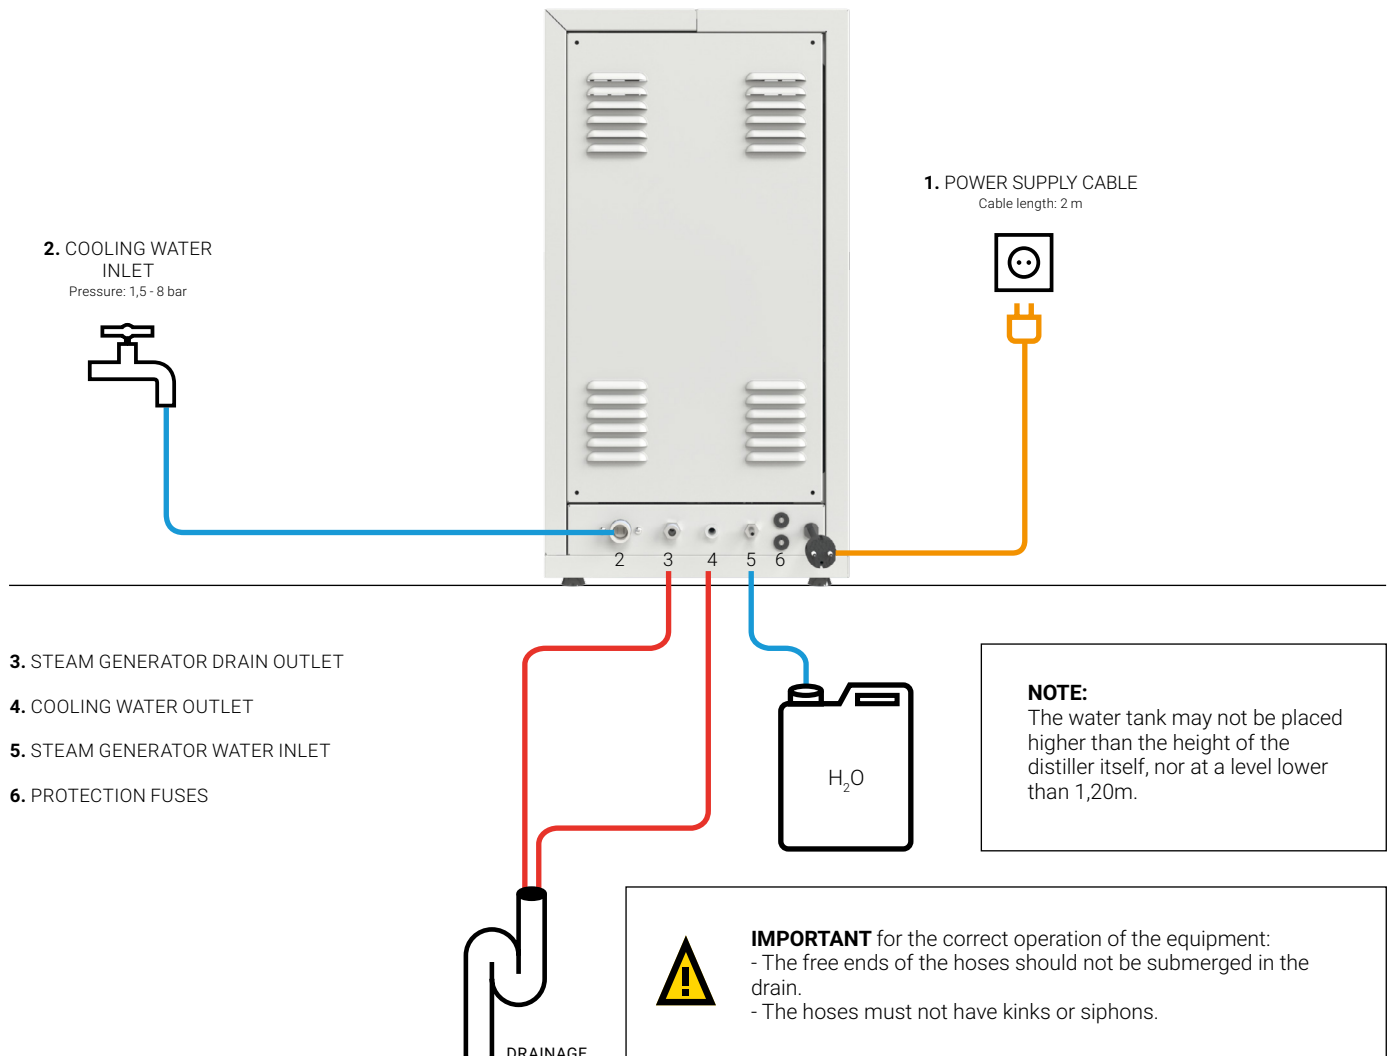 1. POWER SUPPLY CABLE
Cable length: 2 m
2. COOLING WATER
INLET
Pressure: 1,5 - 8 bar
2 3 4 5 6
3. STEAM GENERATOR DRAIN OUTLET
4. COOLING WATER OUTLET
5. STEAM GENERATOR WATER INLET
6. PROTECTION FUSES
H₂O
NOTE:
The water tank may not be placed
higher than the height of the
distiller itself, nor at a level lower
than 1,20m.
IMPORTANT for the correct operation of the equipment:
- The free ends of the hoses should not be submerged in the
drain.
- The hoses must not have kinks or siphons.
DRAINAGE